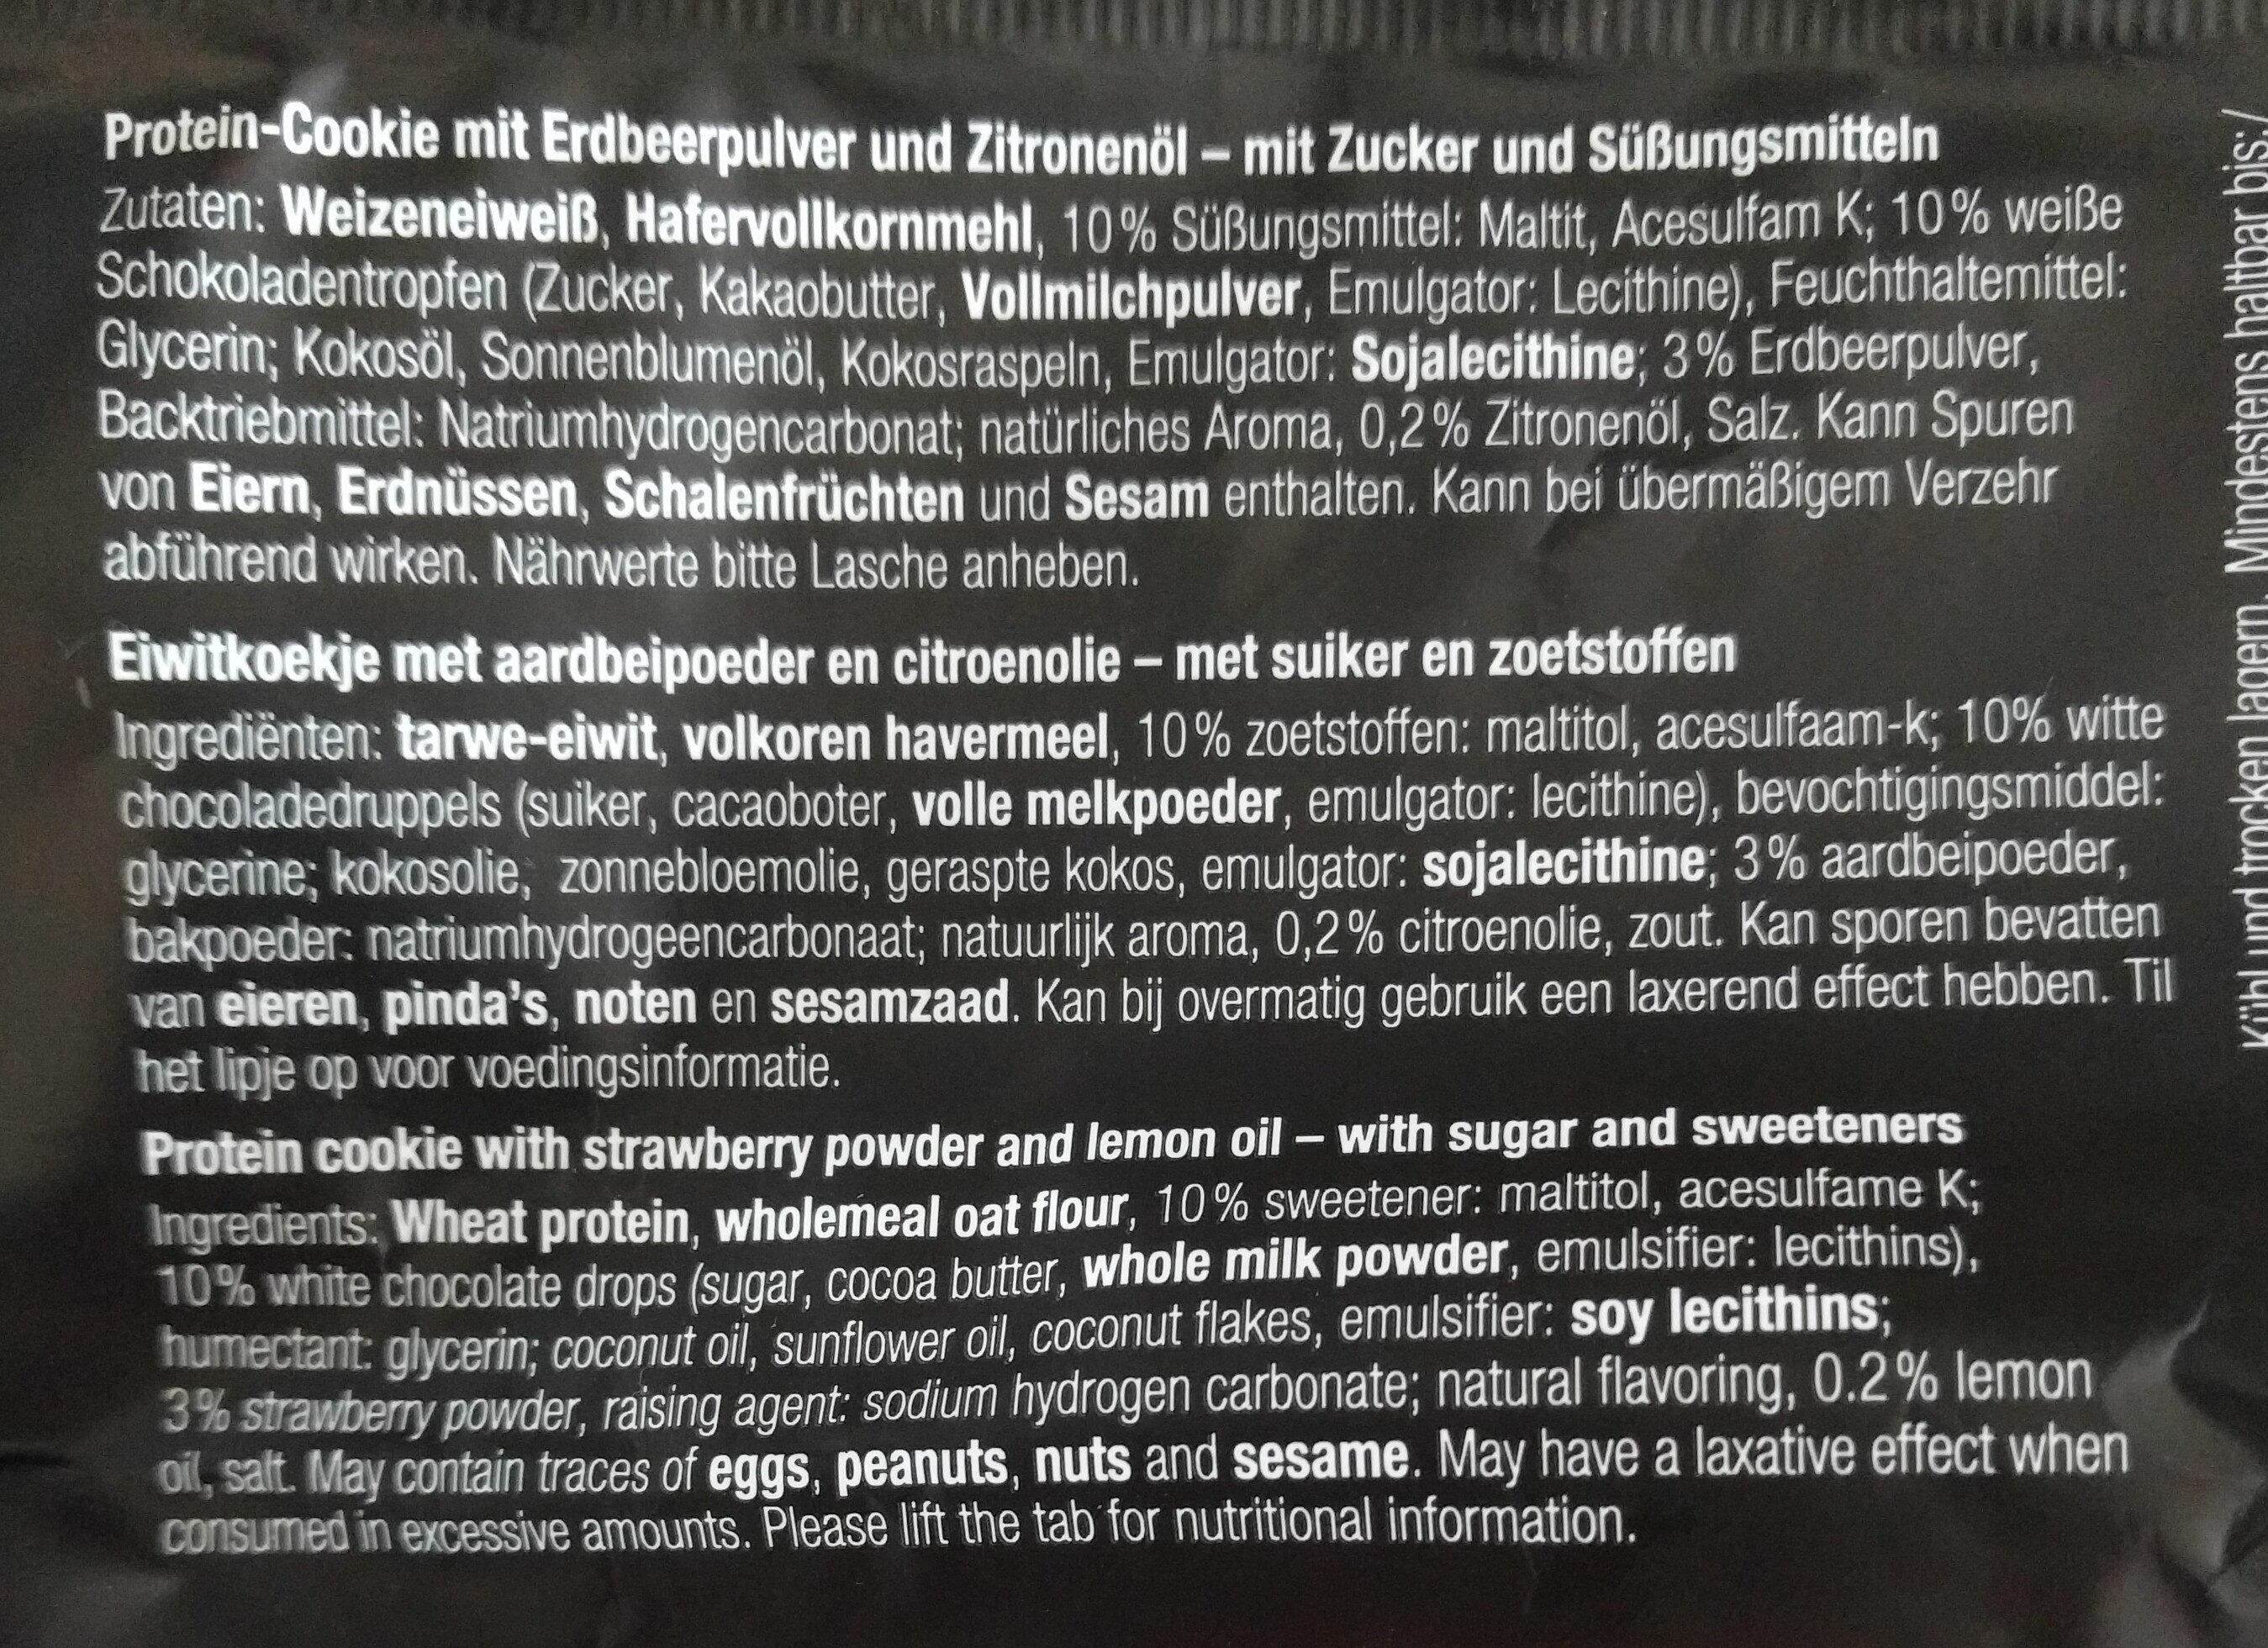 Protein-Cookie mit Erdbeerpulver und Zitronenöl – mit Zucker und Süßungsmitteln
Zutaten: Weizeneiweiß, Hafervollkornmehl, 10% Süßungsmittel: Maltit, Acesulfam K; 10% weiße
Schokoladentropfen (Zucker, Kakaobutter, Vollmilchpulver, Emulgator: Lecithine), Feuchthaltemittel:
Glycerin; Kokosöl, Sonnenblumenöl, Kokosraspeln, Emulgator: Sojalecithine; 3% Erdbeerpulver,
Backtriebmittel: Natriumhydrogencarbonat; natürliches Aroma, 0,2% Zitronenöl, Salz. Kann Spuren
von Eiern, Erdnüssen, Schalenfrüchten und Sesam enthalten. Kann bei übermäßigem Verzehr
abführend wirken. Nährwerte bitte Lasche anheben.
Eiwitkoekje met aardbeipoeder en citroenolie – met suiker en zoetstoffen
Ingrediënten: tarwe-eiwit, volkoren havermeel, 10% zoetstoffen: maltitol, acesulfaam-k; 10% witte
chocoladedruppels (suiker, cacaoboter, volle melkpoeder, emulgator: lecithine), bevochtigingsmiddel:
glycerine; kokosolie, zonnebloemolie, geraspte kokos, emulgator: sojalecithine; 3% aardbeipoeder,
bakpoeder: natriumhydrogeencarbonaat; natuurlijk aroma, 0,2% citroenolie, zout. Kan sporen bevatten
van eieren, pinda's, noten en sesamzaad. Kan bij overmatig gebruik een laxerend effect hebben. Til
het lipje op voor voedingsinformatie.
Protein cookie with strawberry powder and lemon oil – with sugar and sweeteners
Ingredients: Wheat protein, wholemeal oat flour, 10% sweetener: maltitol, acesulfame K;
10% white chocolate drops (sugar, cocoa butter, whole milk powder, emulsifier: lecithins),
humectant: glycerin; coconut oil, sunflower oil, coconut flakes, emulsifier: soy lecithins;
3% strawberry powder, raising agent: sodium hydrogen carbonate; natural flavoring, 0.2% lemon
oil, salt. May contain traces of eggs, peanuts, nuts and sesame. May have a laxative effect when
consumed in excessive amounts. Please lift the tab for nutritional information.
Kühl und trocken lagern. Mindestens haltbar bis:/